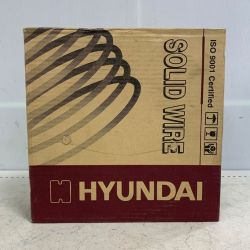 SOLID WIRE
ISO 9001 Certified
HYUNDAI